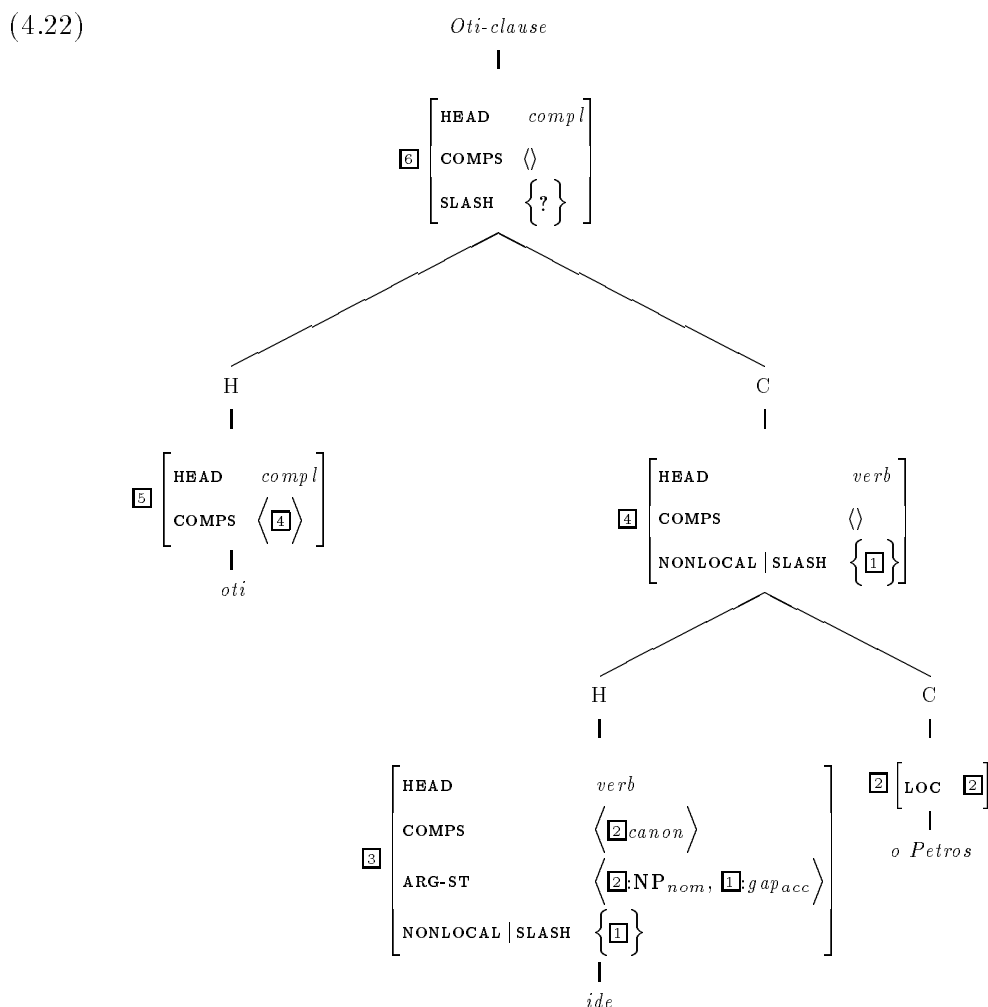 (4.22)
Oti-clause
HEAD compl
6 COMPS ⟨⟩
SLASH {?}
H C
HEAD compl
5 COMPS ⟨4⟩
oti
HEAD verb
4 COMPS ⟨⟩
NONLOCAL | SLASH {1}
H C
HEAD verb
COMPS ⟨2canon⟩
3 ARG-ST ⟨2:NPnom, 1:gapacc⟩
NONLOCAL | SLASH {1}
ide
2 [LOC 2]
o Petros